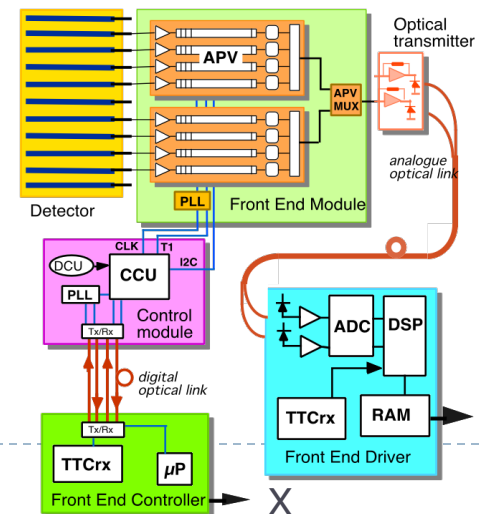 Optical
transmitter
APV
APV
MUX
analogue
optical link
PLL
Front End Module
Detector
CLK
T1
I2C
DCU
CCU
PLL
Control
module
Tx/Rx
digital
optical link
ADC
DSP
TTCrx
RAM
Front End Driver
Tx/Rx
TTCrx
µP
Front End Controller
X